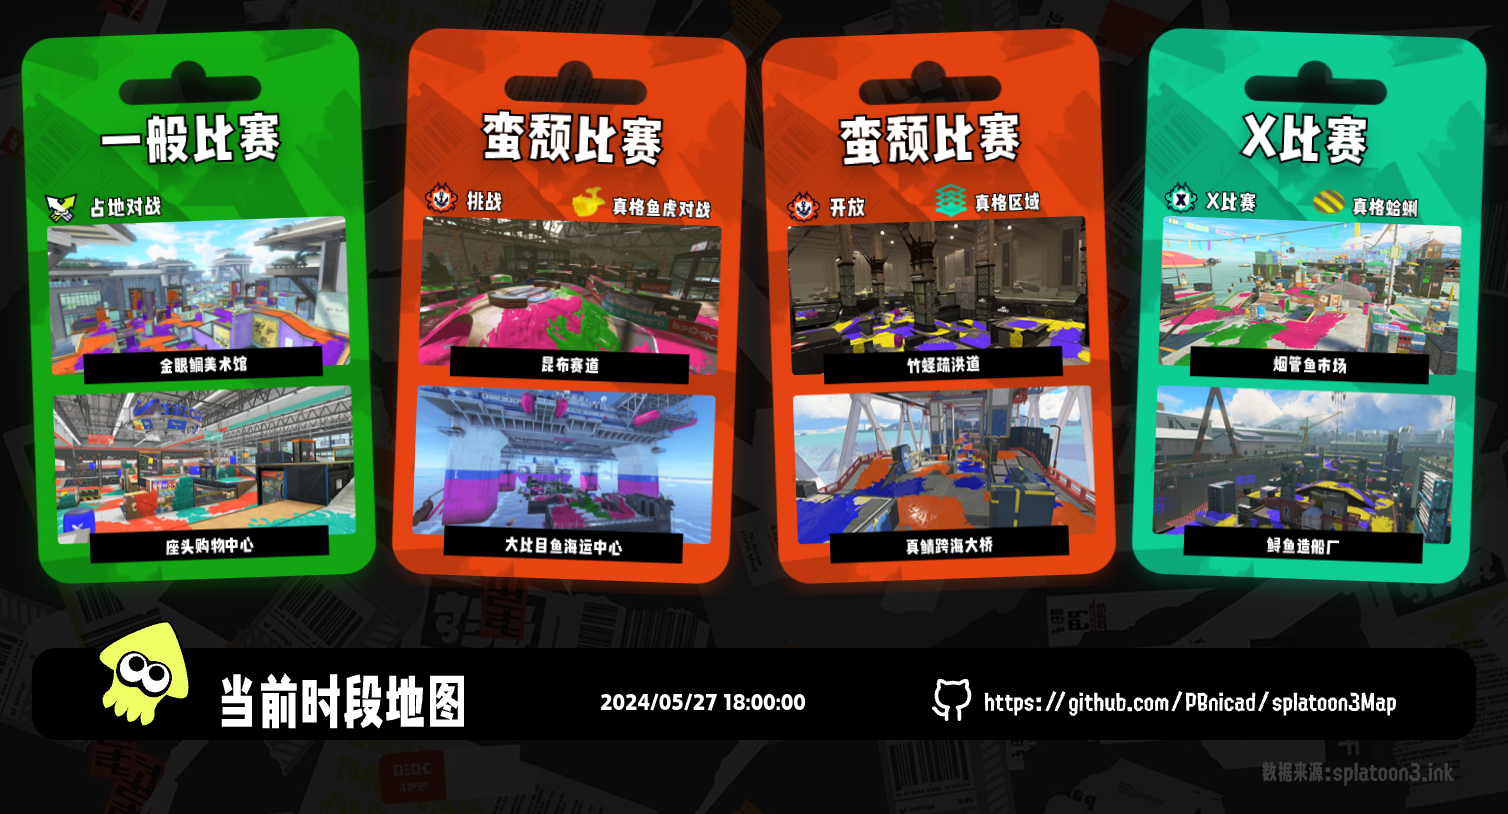 一般比赛
占地对战
金眼鲷美术馆
座头购物中心
蛮颓比赛
挑战
真格鱼虎对战
昆布赛道
大比目鱼海运中心
蛮颓比赛
开放
真格区域
竹蛏疏洪道
真鲭跨海大桥
X比赛
X比赛
真格蛤蜊
烟管鱼市场
鲟鱼造船厂
当前时段地图
2024/05/27 18:00:00
https://github.com/PBnicad/splatoon3Map
数据来源:splatoon3.ink